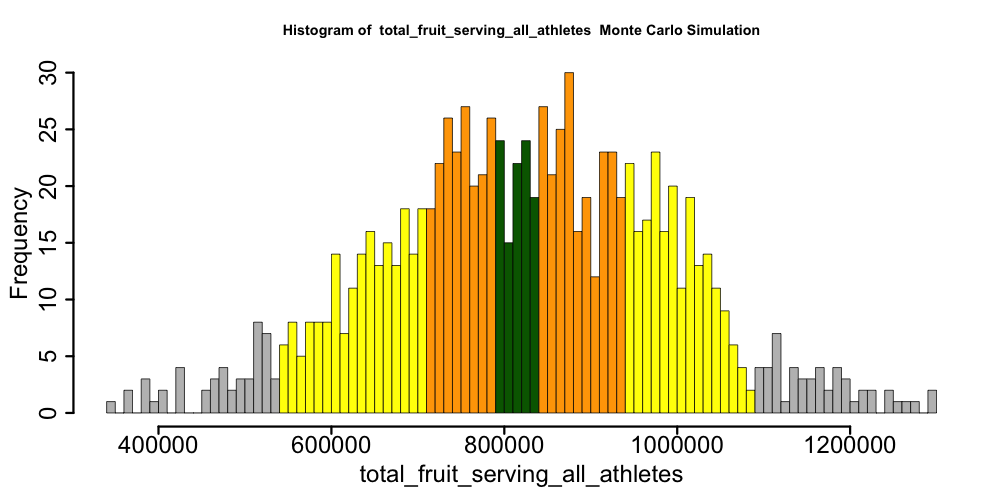 Histogram of  total_fruit_serving_all_athletes  Monte Carlo Simulation
30
25
20
15
10
5
0
Frequency
400000 600000 800000 1000000 1200000
total_fruit_serving_all_athletes